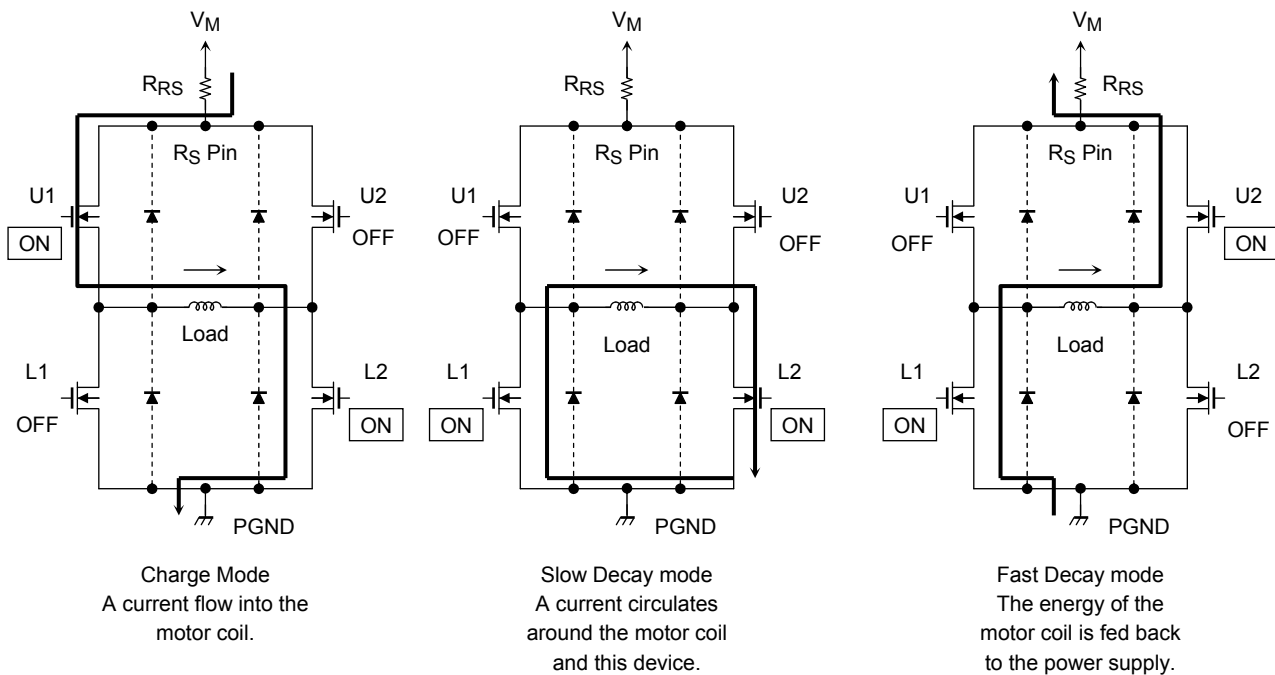 VM
RRS
RS Pin
U1
ON
U2
OFF
Load
L1
OFF
L2
ON
PGND
Charge Mode
A current flow into the
motor coil.
VM
RRS
RS Pin
U1
OFF
U2
OFF
Load
L1
ON
L2
ON
PGND
Slow Decay mode
A current circulates
around the motor coil
and this device.
VM
RRS
RS Pin
U1
OFF
U2
ON
Load
L1
ON
L2
OFF
PGND
Fast Decay mode
The energy of the
motor coil is fed back
to the power supply.